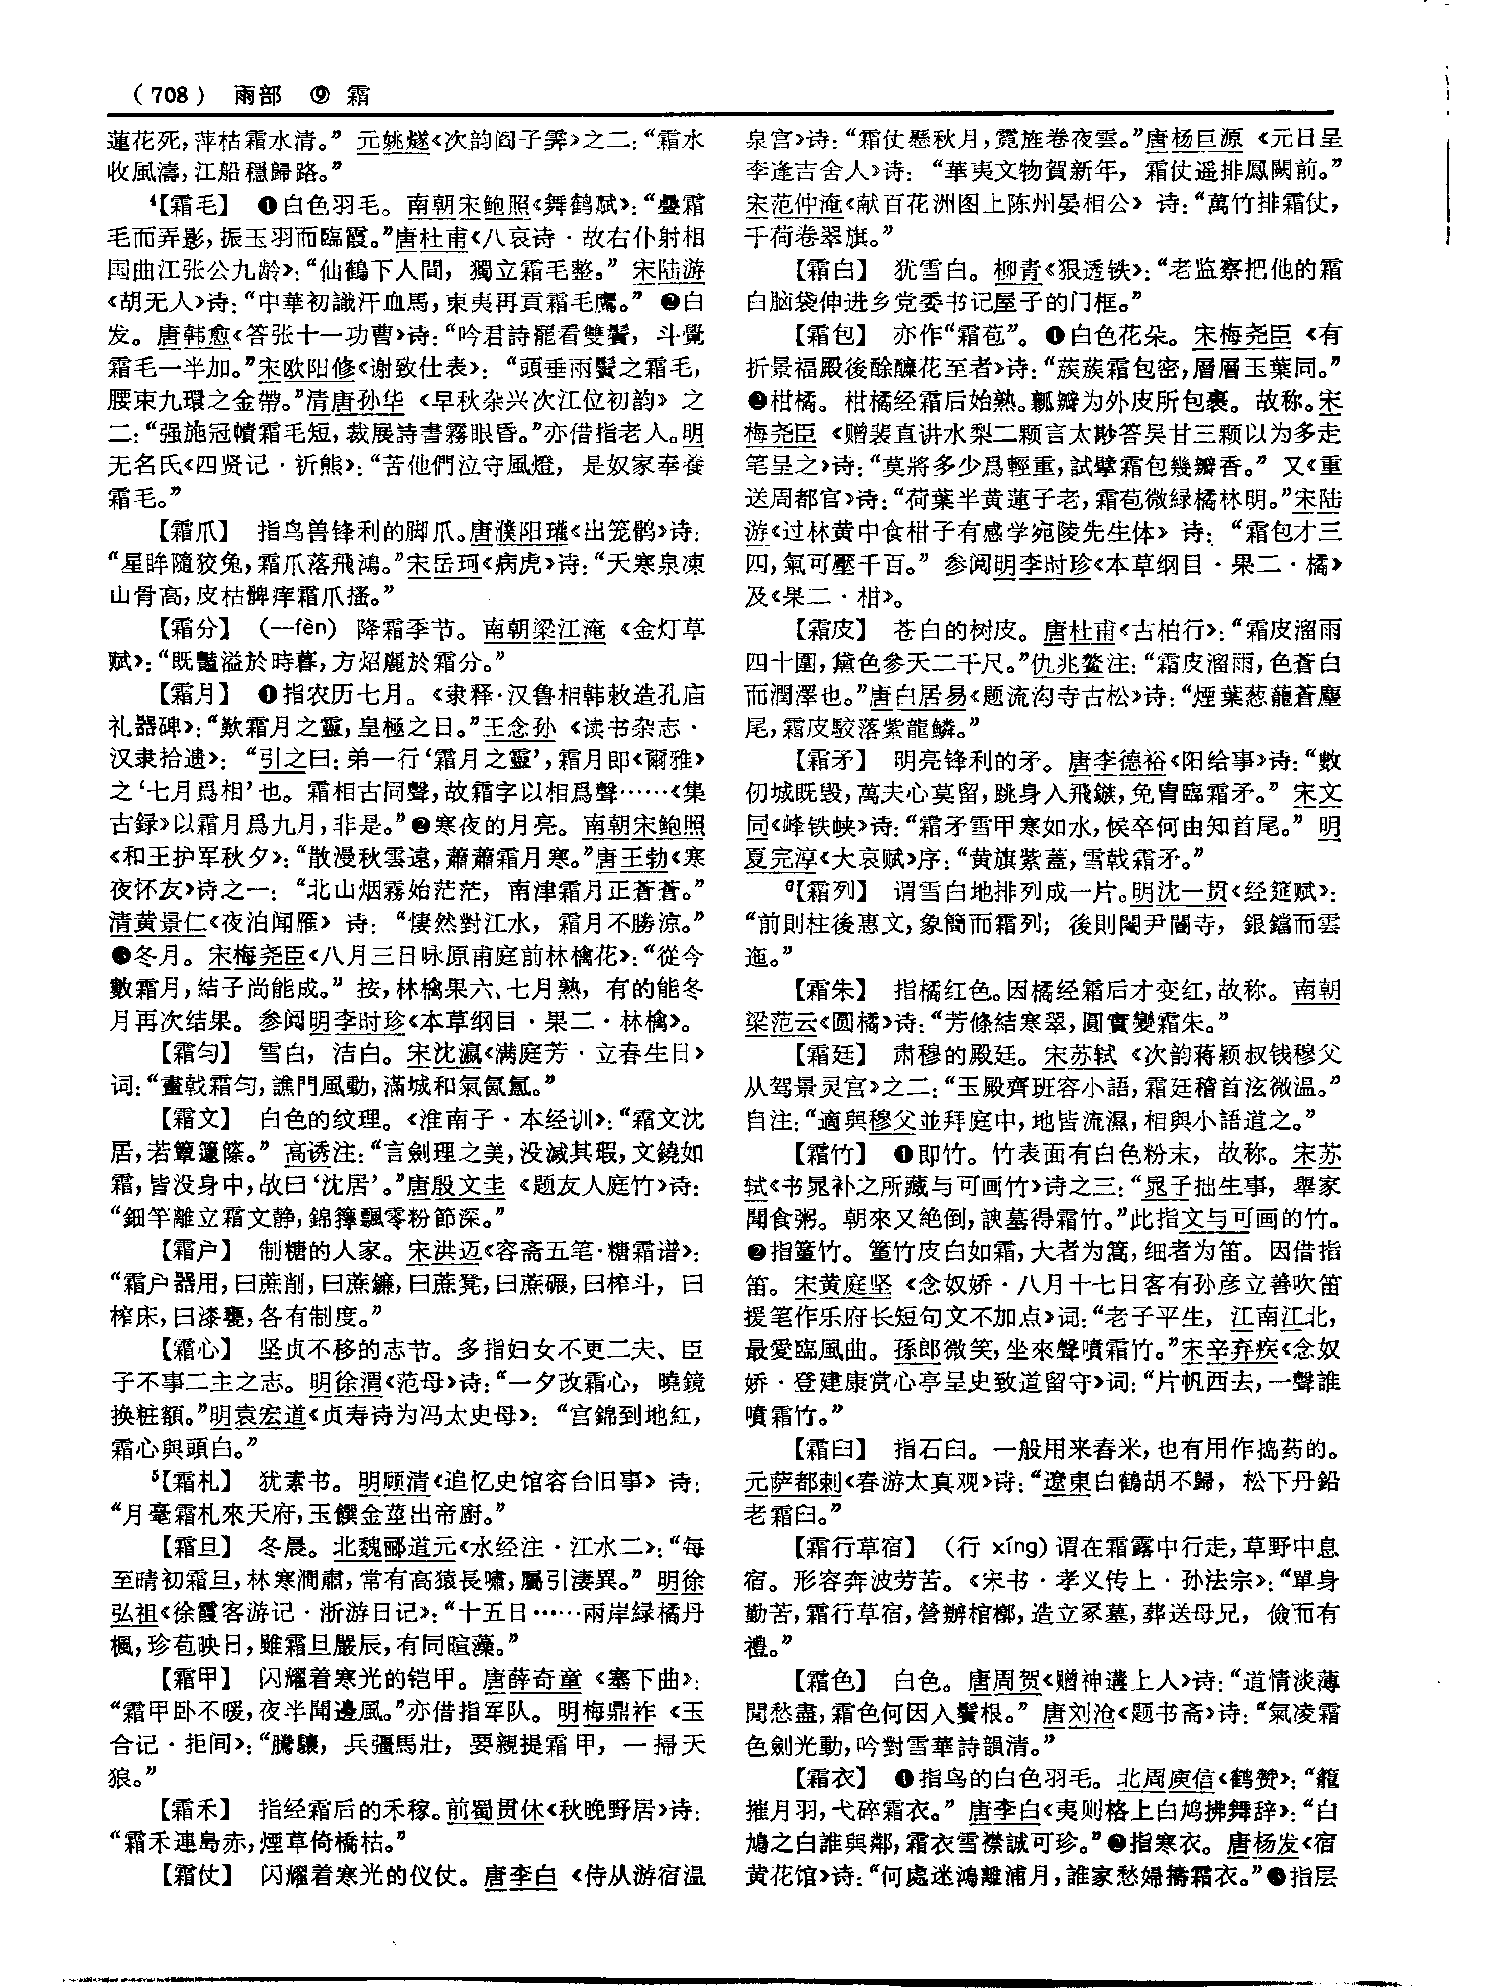 （708） 雨部 ⑨ 霜
蓮花死，萍枯霜水清。” 元姚燧《次韵阎子霁》之二：“霜水
收風濤，江船穩歸路。”
⁴【霜毛】 ❶白色羽毛。南朝宋鲍照《舞鹤赋》：“疊霜
毛而弄影，振玉羽而臨霞。”唐杜甫《八哀诗·故右仆射相
国曲江张公九龄》：“仙鶴下人間，獨立霜毛整。” 宋陆游
《胡无人》诗：“中華初識汗血馬，東夷再貢霜毛鷹。” ❷白
发。唐韩愈《答张十一功曹》诗：“吟君詩罷看雙鬢，斗覺
霜毛一半加。”宋欧阳修《谢致仕表》：“頭垂兩鬢之霜毛，
腰束九環之金帶。”清唐孙华《早秋杂兴次江位初韵》之
二：“强施冠幘霜毛短，裁展詩書霧眼昏。”亦借指老人。明
无名氏《四贤记·祈熊》：“苦他們泣守風燈，是奴家奉養
霜毛。”
【霜爪】 指鸟兽锋利的脚爪。唐濮阳瓘《出笼鹘》诗：
“星眸隨狡兔，霜爪落飛鴻。”宋岳珂《病虎》诗：“天寒泉凍
山骨高，皮枯髀痒霜爪搔。”
【霜分】 （—fèn） 降霜季节。南朝梁江淹《金灯草
赋》：“既豔溢於時暮，方炤麗於霜分。”
【霜月】 ❶指农历七月。《隶释·汉鲁相韩敕造孔庙
礼器碑》：“歎霜月之靈，皇極之日。”王念孙《读书杂志·
汉隶拾遗》：“引之曰：弟一行‘霜月之靈’，霜月即《爾雅》
之‘七月爲相’也。霜相古同聲，故霜字以相爲聲……《集
古録》以霜月爲九月，非是。”❷寒夜的月亮。南朝宋鲍照
《和王护军秋夕》：“散漫秋雲遠，蕭蕭霜月寒。”唐王勃《寒
夜怀友》诗之一：“北山烟霧始茫茫，南津霜月正蒼蒼。”
清黄景仁《夜泊闻雁》诗：“悽然對江水，霜月不勝涼。”
❸冬月。宋梅尧臣《八月三日咏原甫庭前林檎花》：“從今
數霜月，結子尚能成。” 按，林檎果六、七月熟，有的能冬
月再次结果。参阅明李时珍《本草纲目·果二·林檎》。
【霜匀】 雪白，洁白。宋沈瀛《满庭芳·立春生日》
词：“畫戟霜匀，譙門風動，滿城和氣氤氲。”
【霜文】 白色的纹理。《淮南子·本经训》：“霜文沈
居，若簟籧篨。” 高诱注：“言劍理之美，没滅其瑕，文鐃如
霜，皆没身中，故曰‘沈居’。”唐殷文圭《题友人庭竹》诗：
“鈿竿離立霜文静，錦籜飄零粉節深。”
【霜户】 制糖的人家。宋洪迈《容斋五笔·糖霜谱》：
“霜户器用，曰蔗削，曰蔗鐮，曰蔗凳，曰蔗碾，曰榨斗，曰
榨床，曰漆甕，各有制度。”
【霜心】 坚贞不移的志节。多指妇女不更二夫、臣
子不事二主之志。明徐渭《范母》诗：“一夕改霜心，曉鏡
换粧額。”明袁宏道《贞寿诗为冯太史母》：“宫錦到地紅，
霜心與頭白。”
⁵【霜札】 犹素书。明顾清《追忆史馆容台旧事》诗：
“月毫霜札來天府，玉饌金莖出帝廚。”
【霜旦】 冬晨。北魏郦道元《水经注·江水二》：“每
至晴初霜旦，林寒澗肅，常有高猿長嘯，屬引淒異。” 明徐
弘祖《徐霞客游记·浙游日记》：“十五日……兩岸緑橘丹
楓，珍苞映日，雖霜旦嚴辰，有同暄藻。”
【霜甲】 闪耀着寒光的铠甲。唐薛奇童《塞下曲》：
“霜甲卧不暖，夜半聞邊風。”亦借指军队。明梅鼎祚《玉
合记·拒间》：“騰驤，兵彊馬壯，要親提霜甲，一掃天
狼。”
【霜禾】 指经霜后的禾稼。前蜀贯休《秋晚野居》诗：
“霜禾連島赤，煙草倚橋枯。”
【霜仗】 闪耀着寒光的仪仗。唐李白《侍从游宿温
泉宫》诗：“霜仗懸秋月，霓旌卷夜雲。”唐杨巨源《元日呈
李逢吉舍人》诗：“華夷文物賀新年，霜仗遥排鳳闕前。”
宋范仲淹《献百花洲图上陈州晏相公》诗：“萬竹排霜仗，
千荷卷翠旗。”
【霜白】 犹雪白。柳青《狠透铁》：“老监察把他的霜
白脑袋伸进乡党委书记屋子的门框。”
【霜包】 亦作“霜苞”。❶白色花朵。宋梅尧臣《有
折景福殿後酴醾花至者》诗：“蔟蔟霜包密，層層玉葉同。”
❷柑橘。柑橘经霜后始熟。瓤瓣为外皮所包裹。故称。宋
梅尧臣《赠裴直讲水梨二颗言太尠答吴甘三颗以为多走
笔呈之》诗：“莫將多少爲輕重，試擘霜包幾瓣香。” 又《重
送周都官》诗：“荷葉半黄蓮子老，霜苞微緑橘林明。”宋陆
游《过林黄中食柑子有感学宛陵先生体》诗：“霜包才三
四，氣可壓千百。” 参阅明李时珍《本草纲目·果二·橘》
及《果二·柑》。
【霜皮】 苍白的树皮。唐杜甫《古柏行》：“霜皮溜雨
四十圍，黛色参天二千尺。”仇兆鳌注：“霜皮溜雨，色蒼白
而潤澤也。”唐白居易《题流沟寺古松》诗：“煙葉葱蘢蒼麈
尾，霜皮駮落紫龍鱗。”
【霜矛】 明亮锋利的矛。唐李德裕《阳给事》诗：“數
仞城既毁，萬夫心莫留，跳身入飛鏃，免胄臨霜矛。” 宋文
同《峰铁峡》诗：“霜矛雪甲寒如水，候卒何由知首尾。” 明
夏完淳《大哀赋》序：“黄旗紫蓋，雪戟霜矛。”
⁶【霜列】 谓雪白地排列成一片。明沈一贯《经筵赋》：
“前則柱後惠文，象簡而霜列；後則閹尹閽寺，銀鐺而雲
迤。”
【霜朱】 指橘红色。因橘经霜后才变红，故称。南朝
梁范云《园橘》诗：“芳條結寒翠，圓實變霜朱。”
【霜廷】 肃穆的殿廷。宋苏轼《次韵蒋颖叔钱穆父
从驾景灵宫》之二：“玉殿齊班容小語，霜廷稽首泫微温。”
自注：“適與穆父並拜庭中，地皆流濕，相與小語道之。”
【霜竹】 ❶即竹。竹表面有白色粉末，故称。宋苏
轼《书晁补之所藏与可画竹》诗之三：“晁子拙生事，舉家
聞食粥。朝來又絶倒，諛墓得霜竹。”此指文与可画的竹。
❷指篁竹。篁竹皮白如霜，大者为篙，细者为笛。因借指
笛。宋黄庭坚《念奴娇·八月十七日客有孙彦立善吹笛
援笔作乐府长短句文不加点》词：“老子平生，江南江北，
最愛臨風曲。孫郎微笑，坐來聲噴霜竹。”宋辛弃疾《念奴
娇·登建康赏心亭呈史致道留守》词：“片帆西去，一聲誰
噴霜竹。”
【霜臼】 指石臼。一般用来舂米，也有用作捣药的。
元萨都剌《春游太真观》诗：“遼東白鶴胡不歸，松下丹鉛
老霜臼。”
【霜行草宿】 （行 xíng）谓在霜露中行走，草野中息
宿。形容奔波劳苦。《宋书·孝义传上·孙法宗》：“單身
勤苦，霜行草宿，營辦棺槨，造立冢墓，葬送母兄，儉而有
禮。”
【霜色】 白色。唐周贺《赠神遘上人》诗：“道情淡薄
閒愁盡，霜色何因入鬢根。” 唐刘沧《题书斋》诗：“氣凌霜
色劍光動，吟對雪華詩韻清。”
【霜衣】 ❶指鸟的白色羽毛。北周庾信《鹤赞》：“籠
摧月羽，弋碎霜衣。” 唐李白《夷则格上白鸠拂舞辞》：“白
鳩之白誰與鄰，霜衣雪襟誠可珍。”❷指寒衣。唐杨发《宿
黄花馆》诗：“何處迷鴻離浦月，誰家愁婦擣霜衣。”❸指层